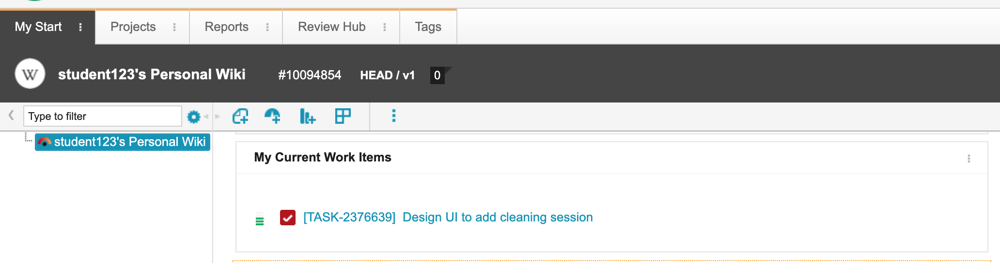 My Start Projects Reports Review Hub Tags
W student123's Personal Wiki #10094854 HEAD / v1 0
Type to filter
student123's Personal Wiki
My Current Work Items
[TASK-2376639] Design UI to add cleaning session